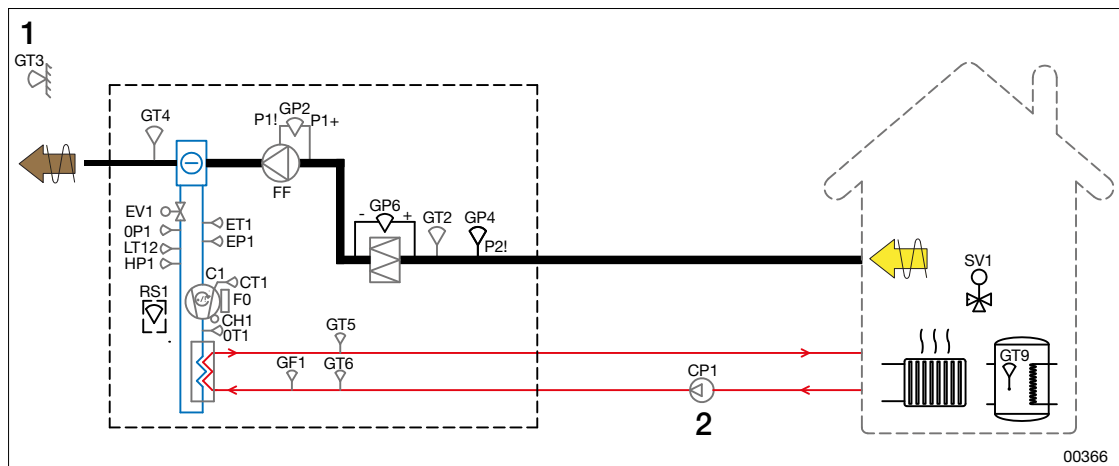 1
GT3
GT4
P1!
GP2
P1+
FF
EV1
0P1
LT12
HP1
ET1
EP1
- GP6 +
GT2
GP4
P2!
SV1
C1
CT1
F0
RS1
CH1
0T1
GT5
GF1
GT6
CP1
2
GT9
00366